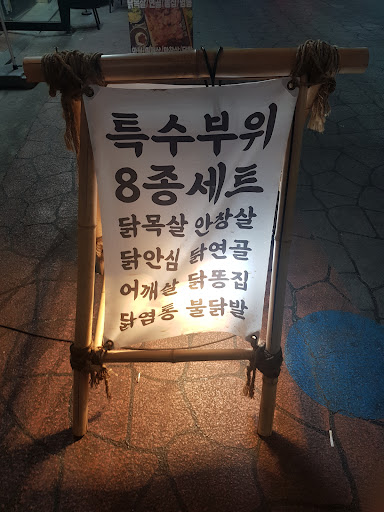 특수부위
8종세트
닭목살 안창살
닭안심 닭연골
어깨살 닭똥집
닭염통 불닭발